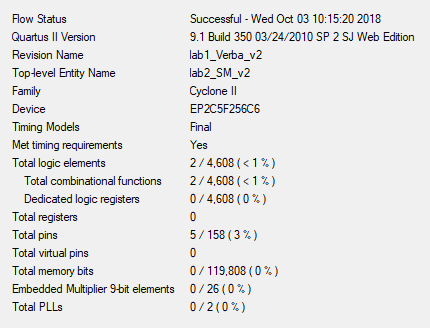 Flow Status Successful - Wed Oct 03 10:15:20 2018
Quartus II Version 9.1 Build 350 03/24/2010 SP 2 SJ Web Edition
Revision Name lab1_Verba_v2
Top-level Entity Name lab2_SM_v2
Family Cyclone II
Device EP2C5F256C6
Timing Models Final
Met timing requirements Yes
Total logic elements 2 / 4,608 ( < 1 % )
Total combinational functions 2 / 4,608 ( < 1 % )
Dedicated logic registers 0 / 4,608 ( 0 % )
Total registers 0
Total pins 5 / 158 ( 3 % )
Total virtual pins 0
Total memory bits 0 / 119,808 ( 0 % )
Embedded Multiplier 9-bit elements 0 / 26 ( 0 % )
Total PLLs 0 / 2 ( 0 % )